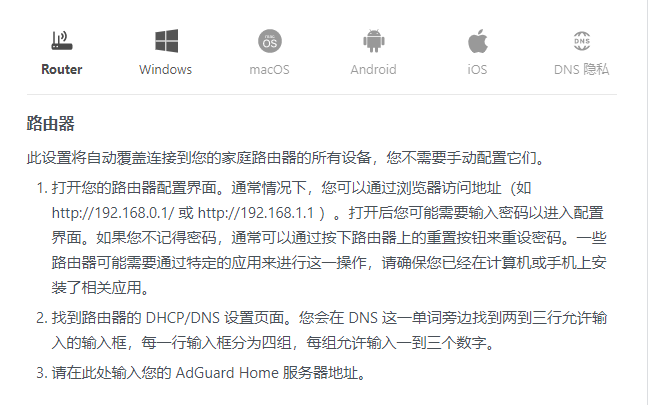 Router
Windows
macOS
Android
iOS
DNS 隐私
路由器
此设置将自动覆盖连接到您的家庭路由器的所有设备，您不需要手动配置它们。
1. 打开您的路由器配置界面。通常情况下，您可以通过浏览器访问地址（如
http://192.168.0.1/ 或 http://192.168.1.1 ）。打开后您可能需要输入密码以进入配置
界面。如果您不记得密码，通常可以通过按下路由器上的重置按钮来重设密码。一些
路由器可能需要通过特定的应用来进行这一操作，请确保您已经在计算机或手机上安
装了相关应用。
2. 找到路由器的 DHCP/DNS 设置页面。您会在 DNS 这一单词旁边找到两到三行允许输
入的输入框，每一行输入框分为四组，每组允许输入一到三个数字。
3. 请在此处输入您的 AdGuard Home 服务器地址。